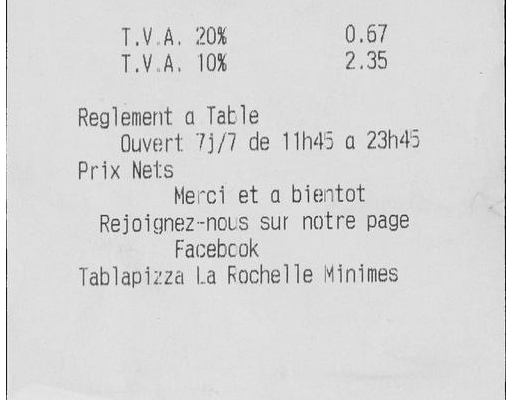 T.V.A. 20% 0.67
T.V.A. 10% 2.35
Reglement a Table
Ouvert 7j/7 de 11h45 a 23h45
Prix Nets
Merci et a bientot
Rejoignez-nous sur notre page
Facebook
Tablapizza La Rochelle Minimes